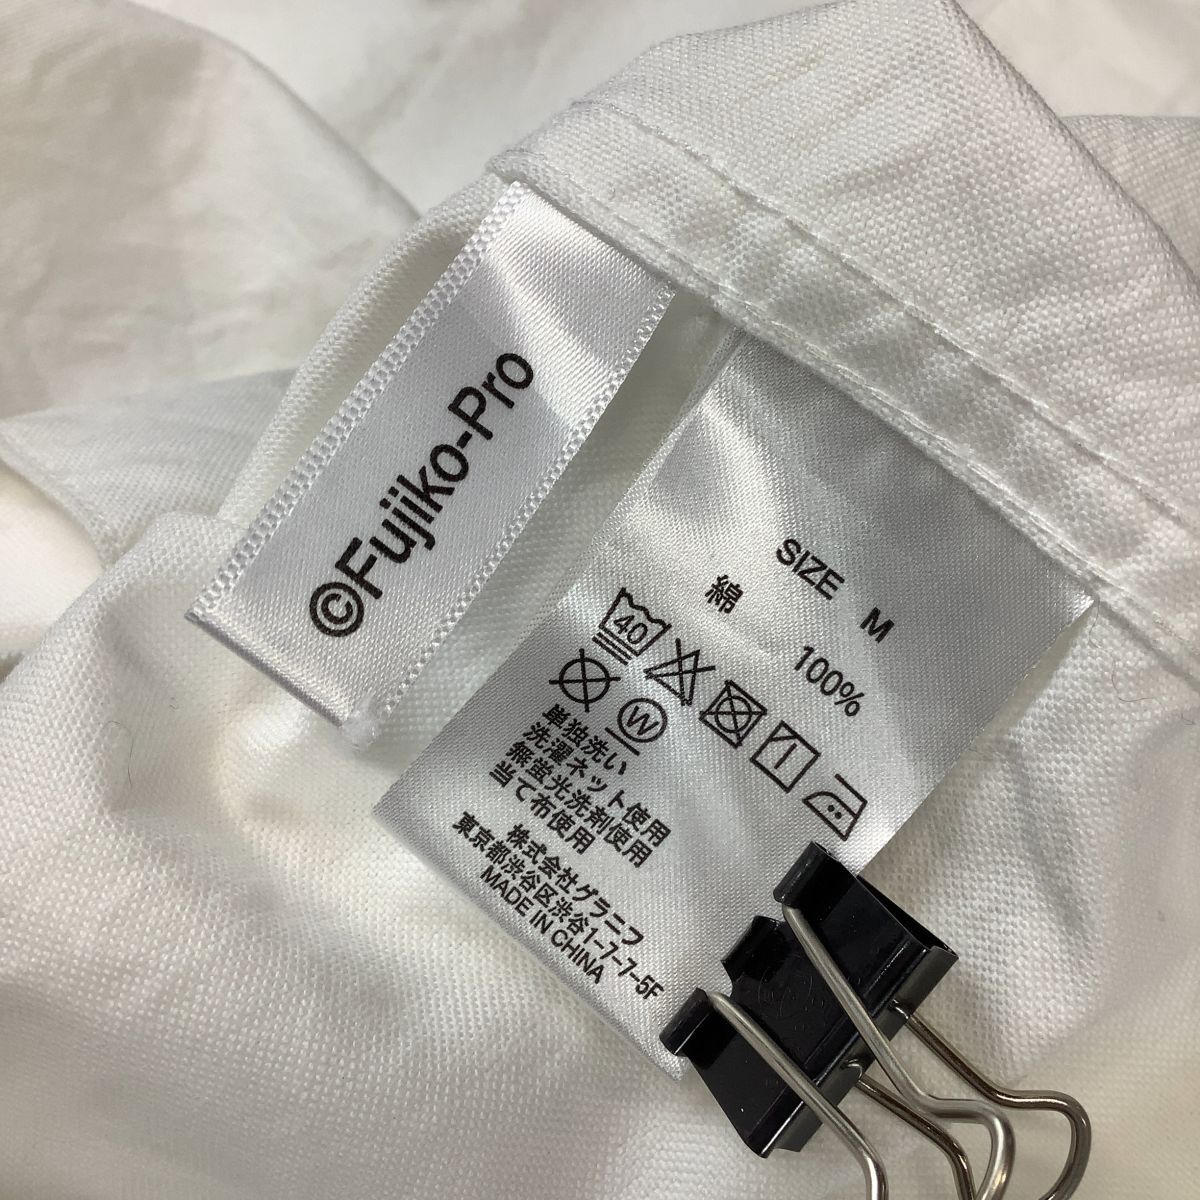 ©Fujiko-Pro
SIZE M
綿 100%
40
W
単独洗い
洗濯ネット使用
無蛍光洗剤使用
当て布使用
株式会社グラニフ
東京都渋谷区渋谷1-7-7-5F
MADE IN CHINA